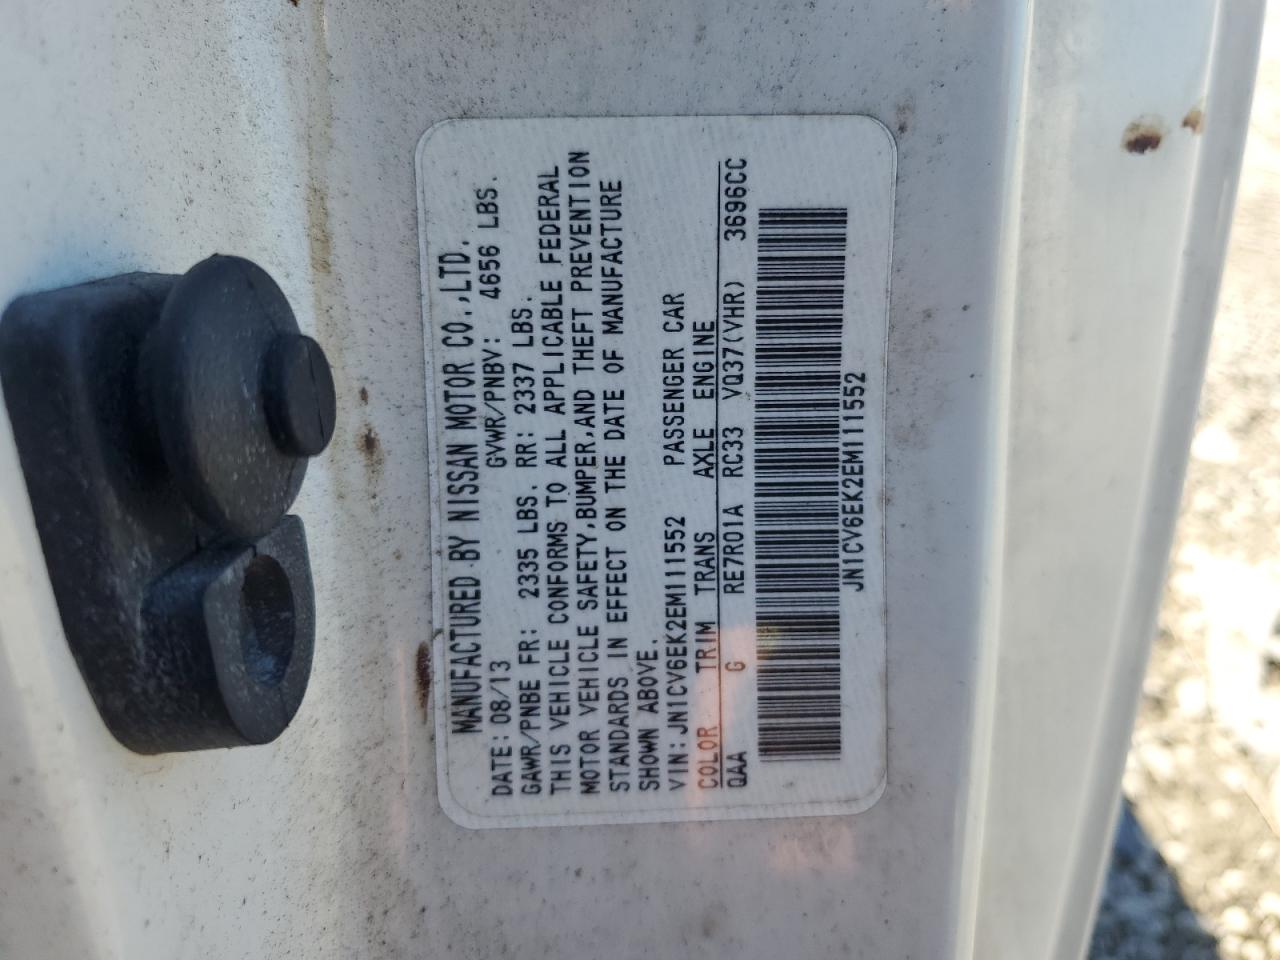 MANUFACTURED BY NISSAN MOTOR CO.,LTD.
DATE: 08/13 GVWR/PNBV: 4656 LBS.
GAWR/PNBE FR: 2335 LBS. RR: 2337 LBS.
THIS VEHICLE CONFORMS TO ALL APPLICABLE FEDERAL
MOTOR VEHICLE SAFETY,BUMPER,AND THEFT PREVENTION
STANDARDS IN EFFECT ON THE DATE OF MANUFACTURE
SHOWN ABOVE.
VIN: JN1CV6EK2EM111552 PASSENGER CAR
COLOR TRIM TRANS AXLE ENGINE
QAA G RE7R01A RC33 VQ37(VHR) 3696CC
JN1CV6EK2EM111552